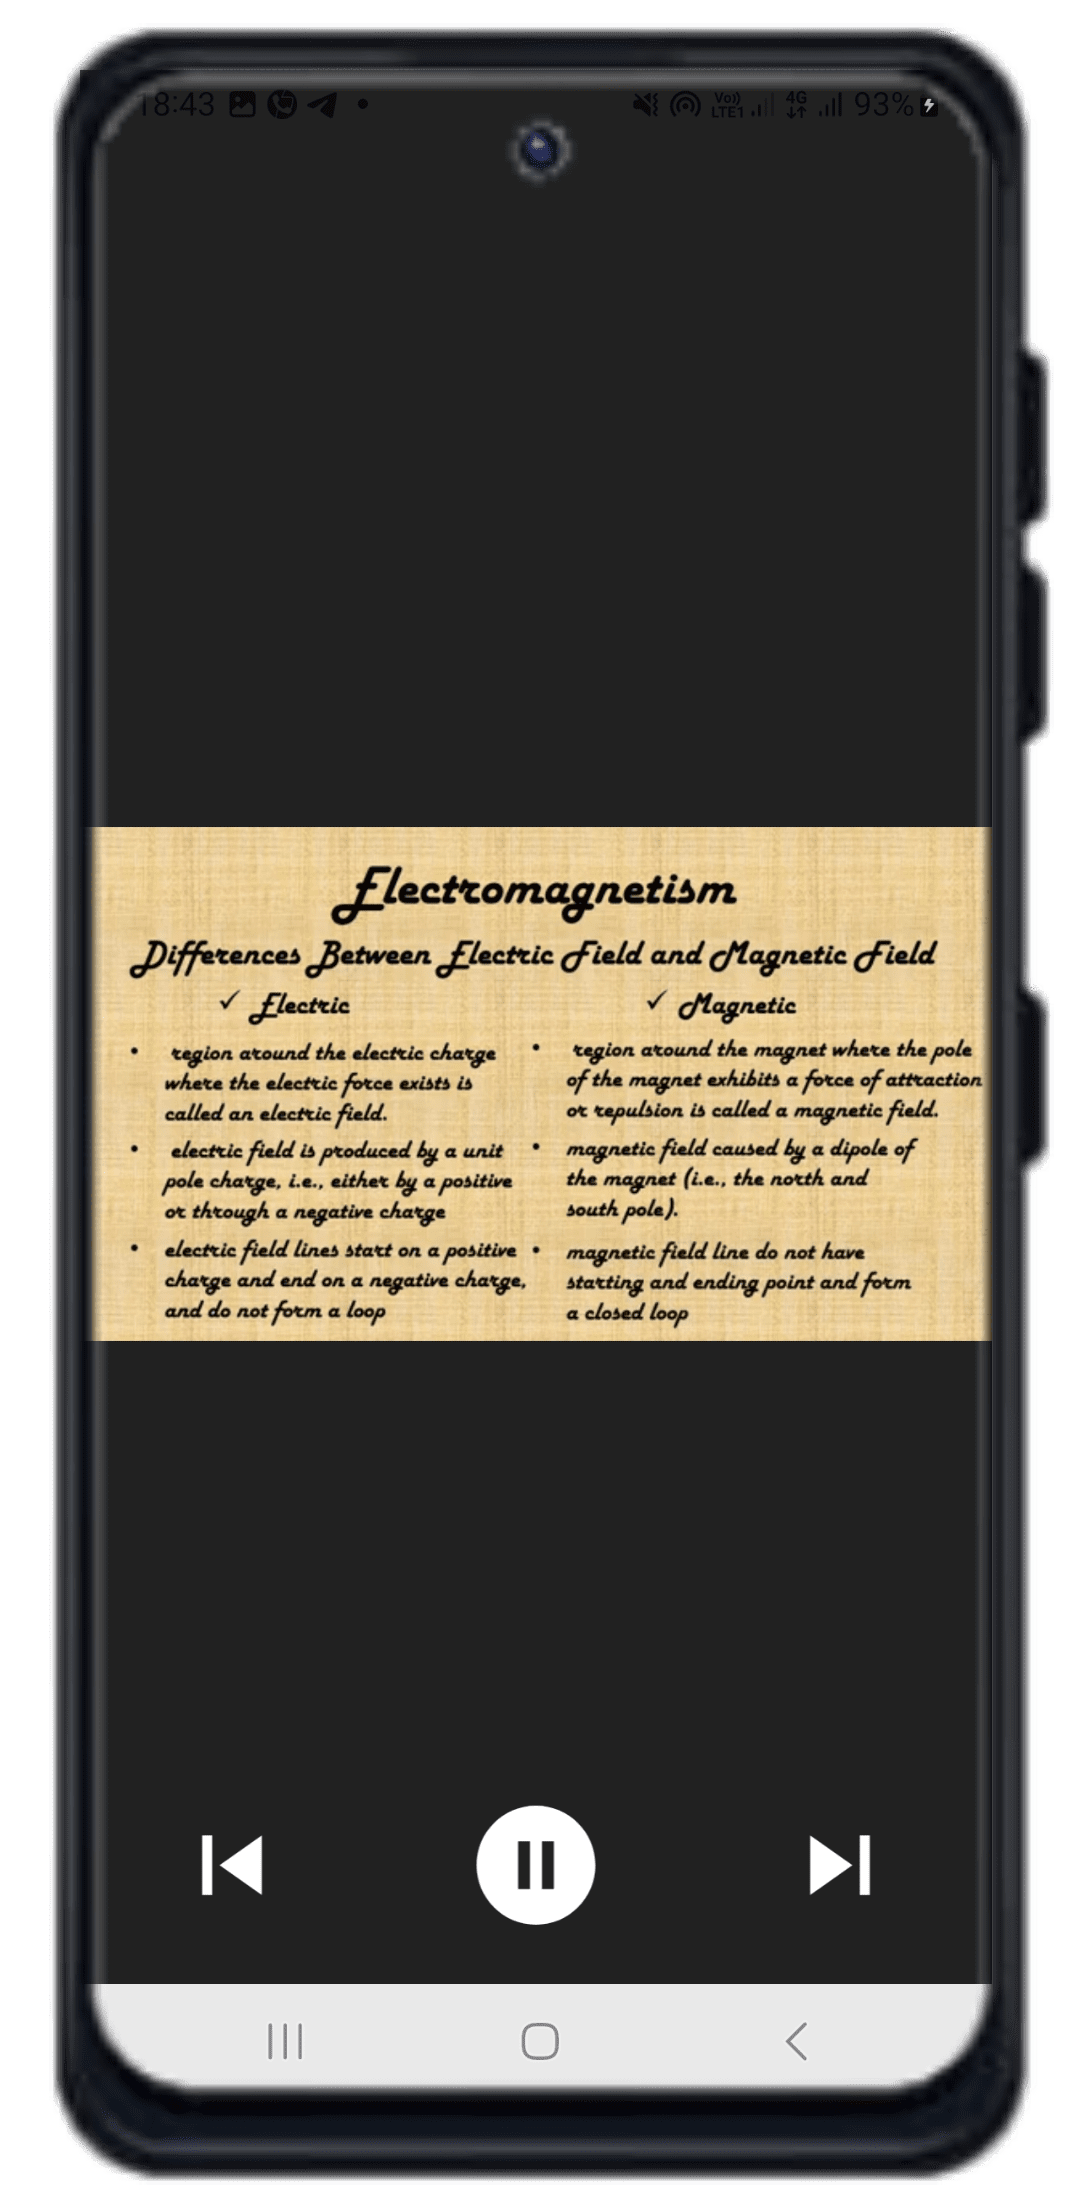 18:43 Vo) LTE1 4G 93%
Electromagnetism
Differences Between Electric Field and Magnetic Field
✓ Electric
• region around the electric charge
where the electric force exists is
called an electric field.
• electric field is produced by a unit
pole charge, i.e., either by a positive
or through a negative charge
• electric field lines start on a positive
charge and end on a negative charge,
and do not form a loop
✓ Magnetic
• region around the magnet where the pole
of the magnet exhibits a force of attraction
or repulsion is called a magnetic field.
• magnetic field caused by a dipole of
the magnet (i.e., the north and
south pole).
• magnetic field line do not have
starting and ending point and form
a closed loop